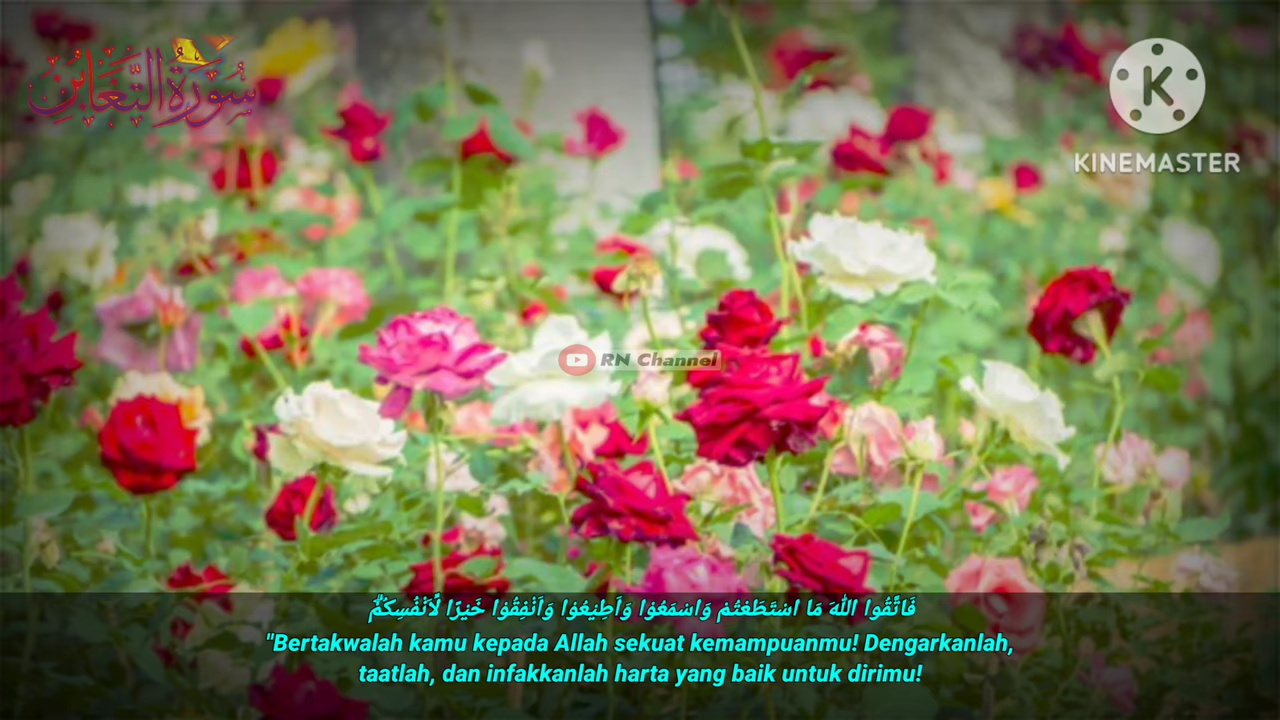 سُورَةُ التَّغَابُنِ
KINEMASTER
RN Channel
فَاتَّقُوا اللّٰهَ مَا اسْتَطَعْتُمْ وَاسْمَعُوْا وَاَطِيْعُوْا وَاَنْفِقُوْا خَيْرًا لِّاَنْفُسِكُمْۗ
"Bertakwalah kamu kepada Allah sekuat kemampuanmu! Dengarkanlah,
taatlah, dan infakkanlah harta yang baik untuk dirimu!